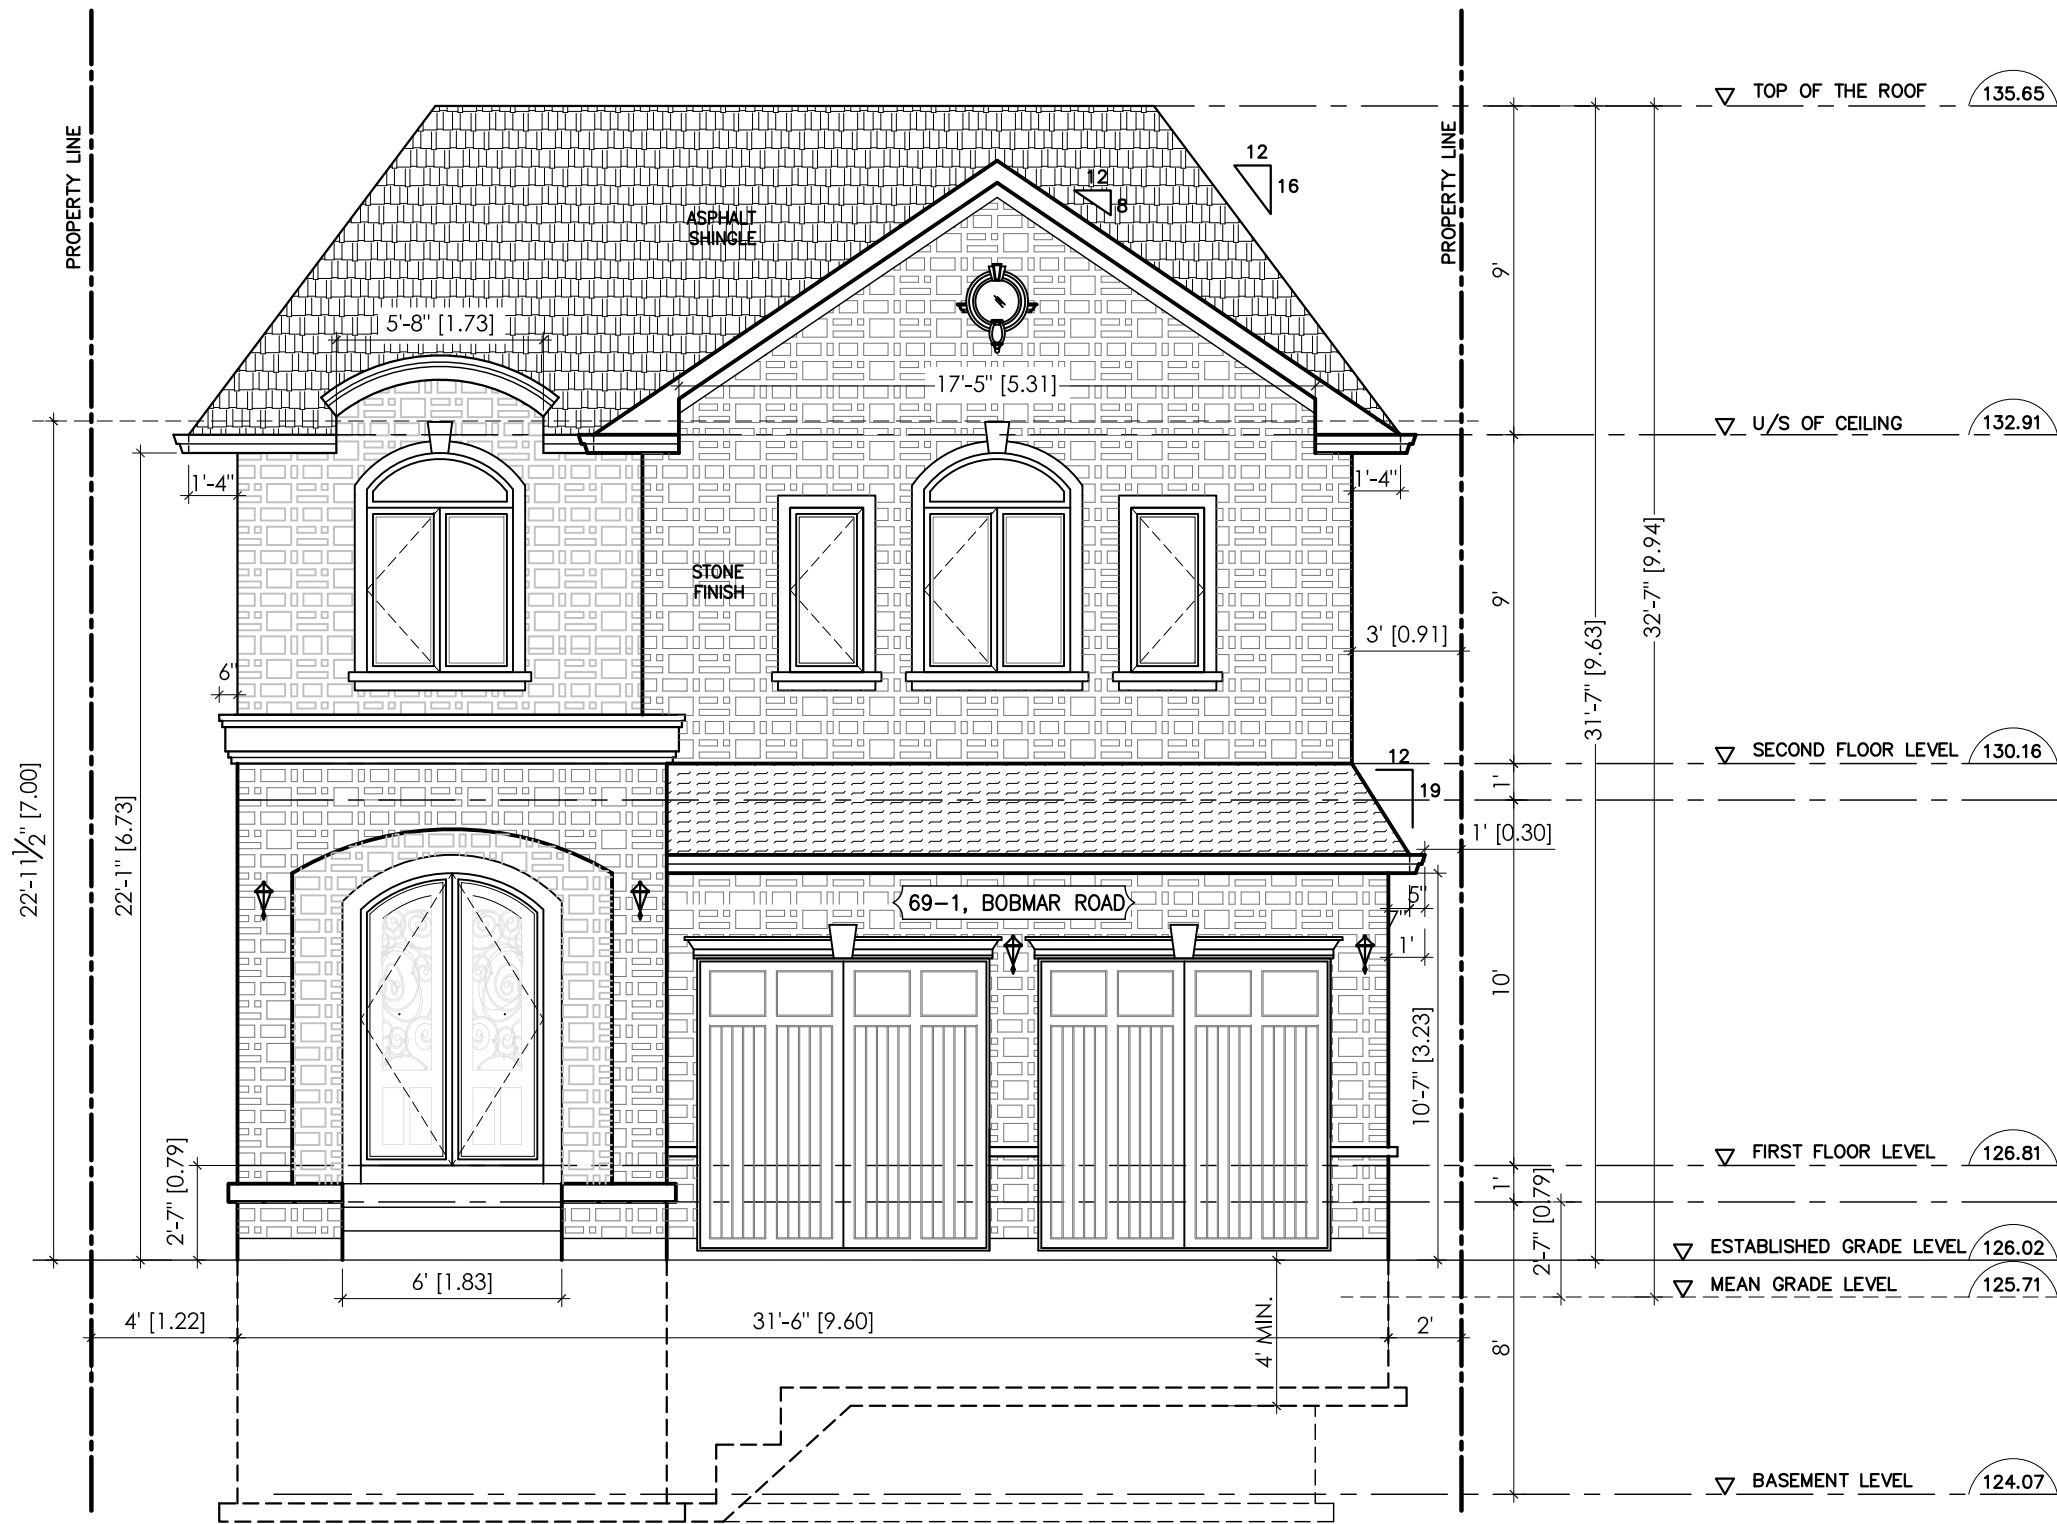 TOP OF THE ROOF 135.65
PROPERTY LINE
PROPERTY LINE
12
16
12
8
ASPHALT
SHINGLE
9'
5'-8" [1.73]
17'-5" [5.31]
U/S OF CEILING 132.91
1'-4"
1'-4"
STONE
FINISH
9'
3' [0.91]
31'-7" [9.63]
32'-7" [9.94]
6"
SECOND FLOOR LEVEL 130.16
12
19
1'
1' [0.30]
22'-11½" [7.00]
22'-1" [6.73]
69-1, BOBMAR ROAD
5"
7"
1'
10'
10'-7" [3.23]
FIRST FLOOR LEVEL 126.81
1'
2'-7" [0.79]
2'-7" [0.79]
ESTABLISHED GRADE LEVEL 126.02
6' [1.83]
MEAN GRADE LEVEL 125.71
4' [1.22]
31'-6" [9.60]
4' MIN.
2'
8'
BASEMENT LEVEL 124.07